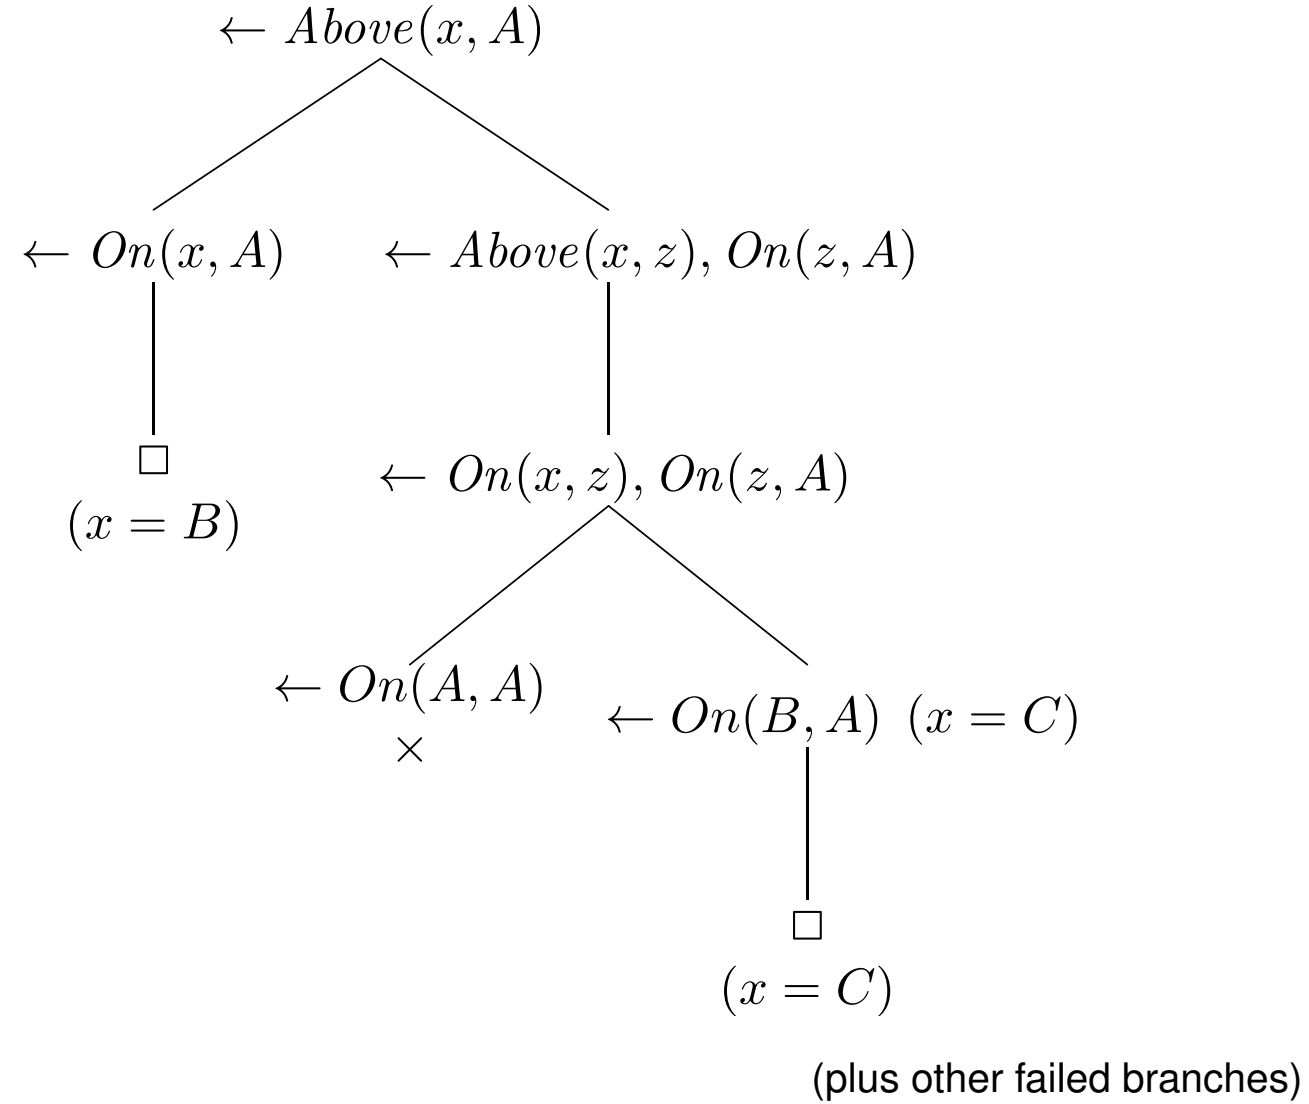 ← Above(x, A)
← On(x, A) ← Above(x, z), On(z, A)
□
(x = B)
← On(x, z), On(z, A)
← On(A, A)
×
← On(B, A) (x = C)
□
(x = C)
(plus other failed branches)